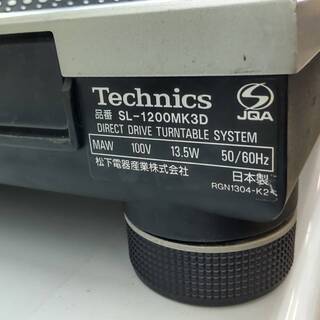 Technics
JQA
品番 SL-1200MK3D
DIRECT DRIVE TURNTABLE SYSTEM
MAW 100V 13.5W 50/60Hz
松下電器産業株式会社 日本製
RGN1304-K2